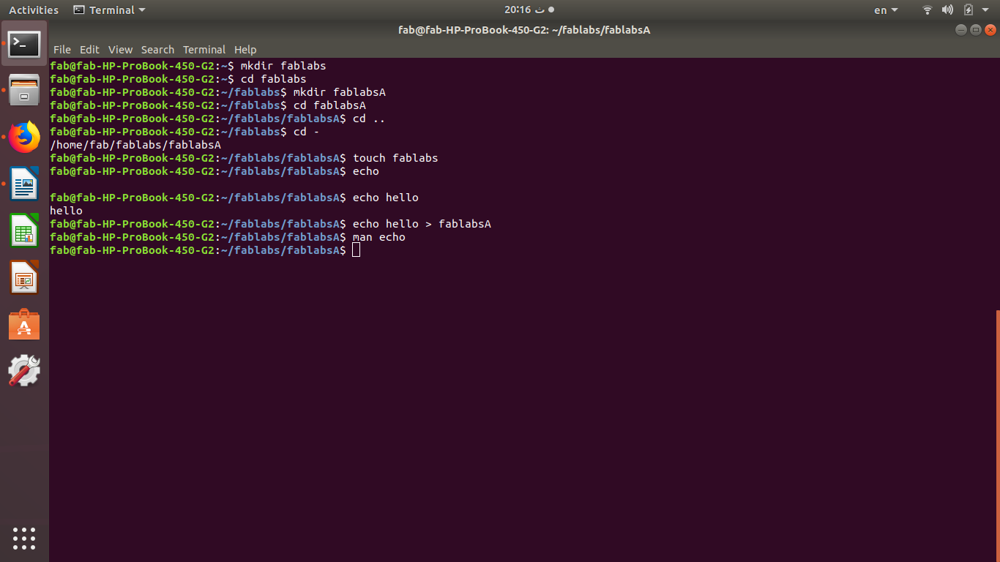 Activities Terminal 20:16 ث en
fab@fab-HP-ProBook-450-G2: ~/fablabs/fablabsA
File Edit View Search Terminal Help
fab@fab-HP-ProBook-450-G2:~$ mkdir fablabs
fab@fab-HP-ProBook-450-G2:~$ cd fablabs
fab@fab-HP-ProBook-450-G2:~/fablabs$ mkdir fablabsA
fab@fab-HP-ProBook-450-G2:~/fablabs$ cd fablabsA
fab@fab-HP-ProBook-450-G2:~/fablabs/fablabsA$ cd ..
fab@fab-HP-ProBook-450-G2:~/fablabs$ cd -
/home/fab/fablabs/fablabsA
fab@fab-HP-ProBook-450-G2:~/fablabs/fablabsA$ touch fablabs
fab@fab-HP-ProBook-450-G2:~/fablabs/fablabsA$ echo
fab@fab-HP-ProBook-450-G2:~/fablabs/fablabsA$ echo hello
hello
fab@fab-HP-ProBook-450-G2:~/fablabs/fablabsA$ echo hello > fablabsA
fab@fab-HP-ProBook-450-G2:~/fablabs/fablabsA$ man echo
fab@fab-HP-ProBook-450-G2:~/fablabs/fablabsA$